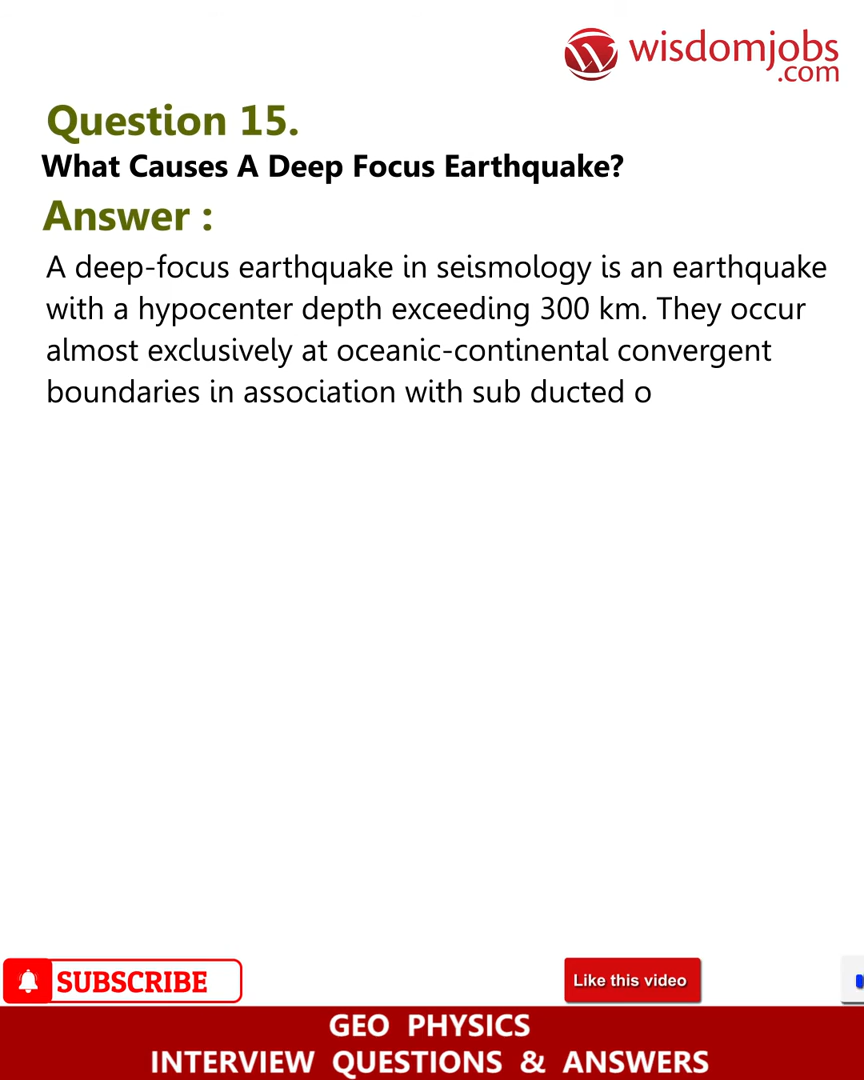 wisdomjobs
.com
Question 15.
What Causes A Deep Focus Earthquake?
Answer :
A deep-focus earthquake in seismology is an earthquake
with a hypocenter depth exceeding 300 km. They occur
almost exclusively at oceanic-continental convergent
boundaries in association with sub ducted o
SUBSCRIBE
Like this video
GEO PHYSICS
INTERVIEW QUESTIONS & ANSWERS